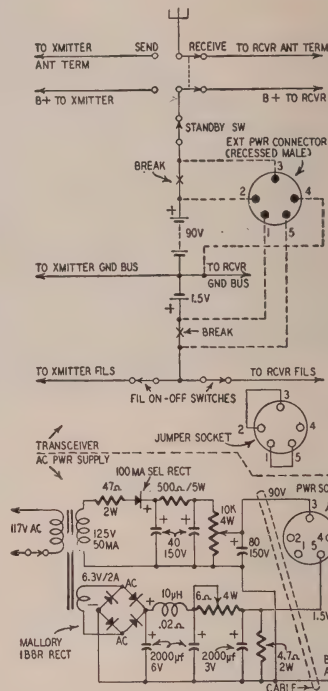 TO XMITTER ANT TERM
SEND
RECEIVE
TO RCVR ANT TERM
B+ TO XMITTER
B+ TO RCVR
STANDBY SW
EXT PWR CONNECTOR
(RECESSED MALE)
BREAK
3
2
4
1
5
+
90V
TO XMITTER GND BUS
TO RCVR
GND BUS
1.5V
+
BREAK
TO XMITTER FILS
TO RCVR FILS
FIL ON-OFF SWITCHES
3
2
4
1
5
JUMPER SOCKET
TRANSCEIVER
AC PWR SUPPLY
100MA SEL RECT
90V
PWR SO
47Ω
2W
500Ω/5W
10K
4W
3
2
1
5
4
117V AC
125V
50MA
+
+
40
150V
+
80
150V
6.3V/2A
AC
10μH
6Ω
4W
1.5V
.02Ω
MALLORY
1BBR RECT
AC
+
2000μf
6V
+
2000μf
3V
4.7Ω
2W
CABLE